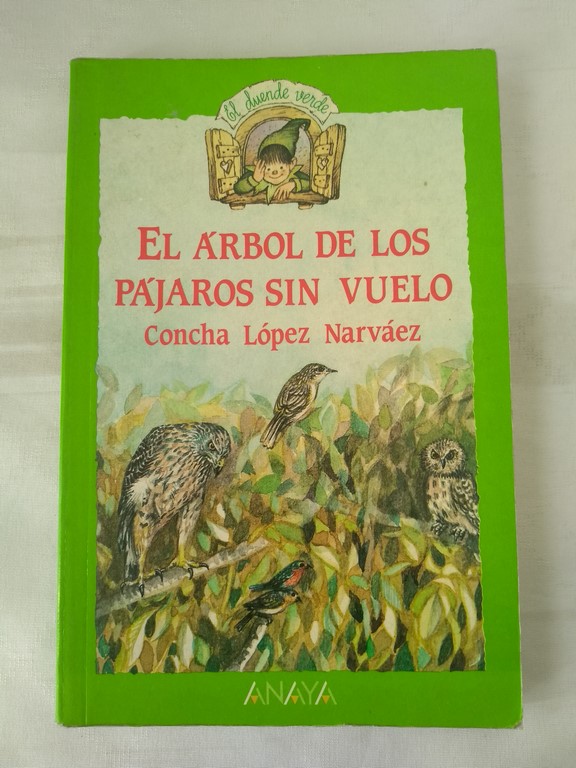 El duende verde
EL ÁRBOL DE LOS
PÁJAROS SIN VUELO
Concha López Narváez
ANAYA